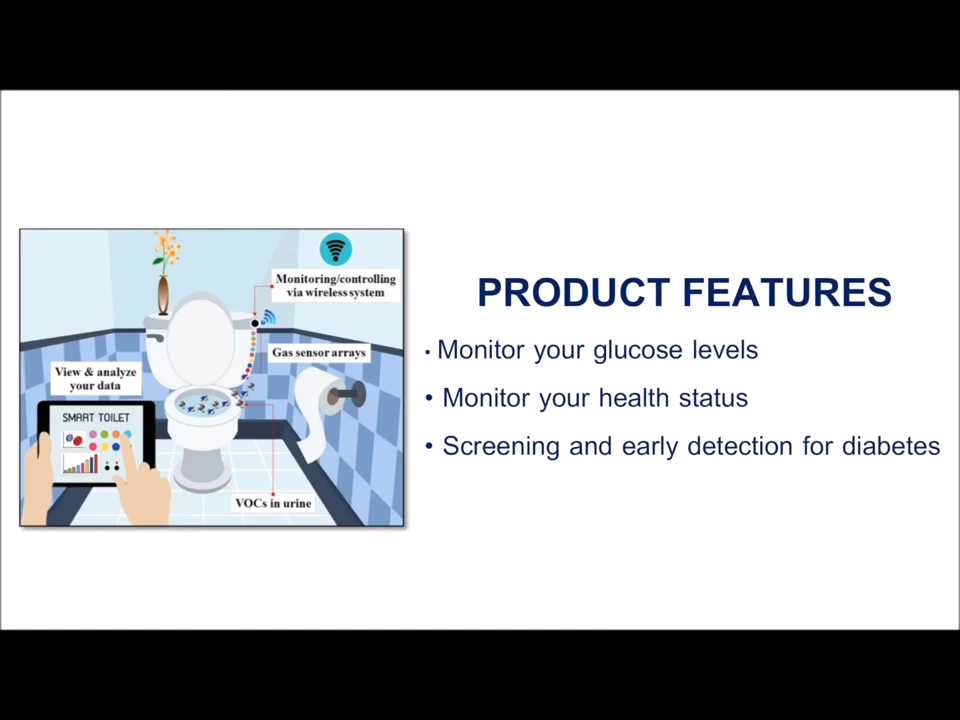 Monitoring/controlling
via wireless system
Gas sensor arrays
View & analyze
your data
SMART TOILET
VOCs in urine
PRODUCT FEATURES
• Monitor your glucose levels
• Monitor your health status
• Screening and early detection for diabetes